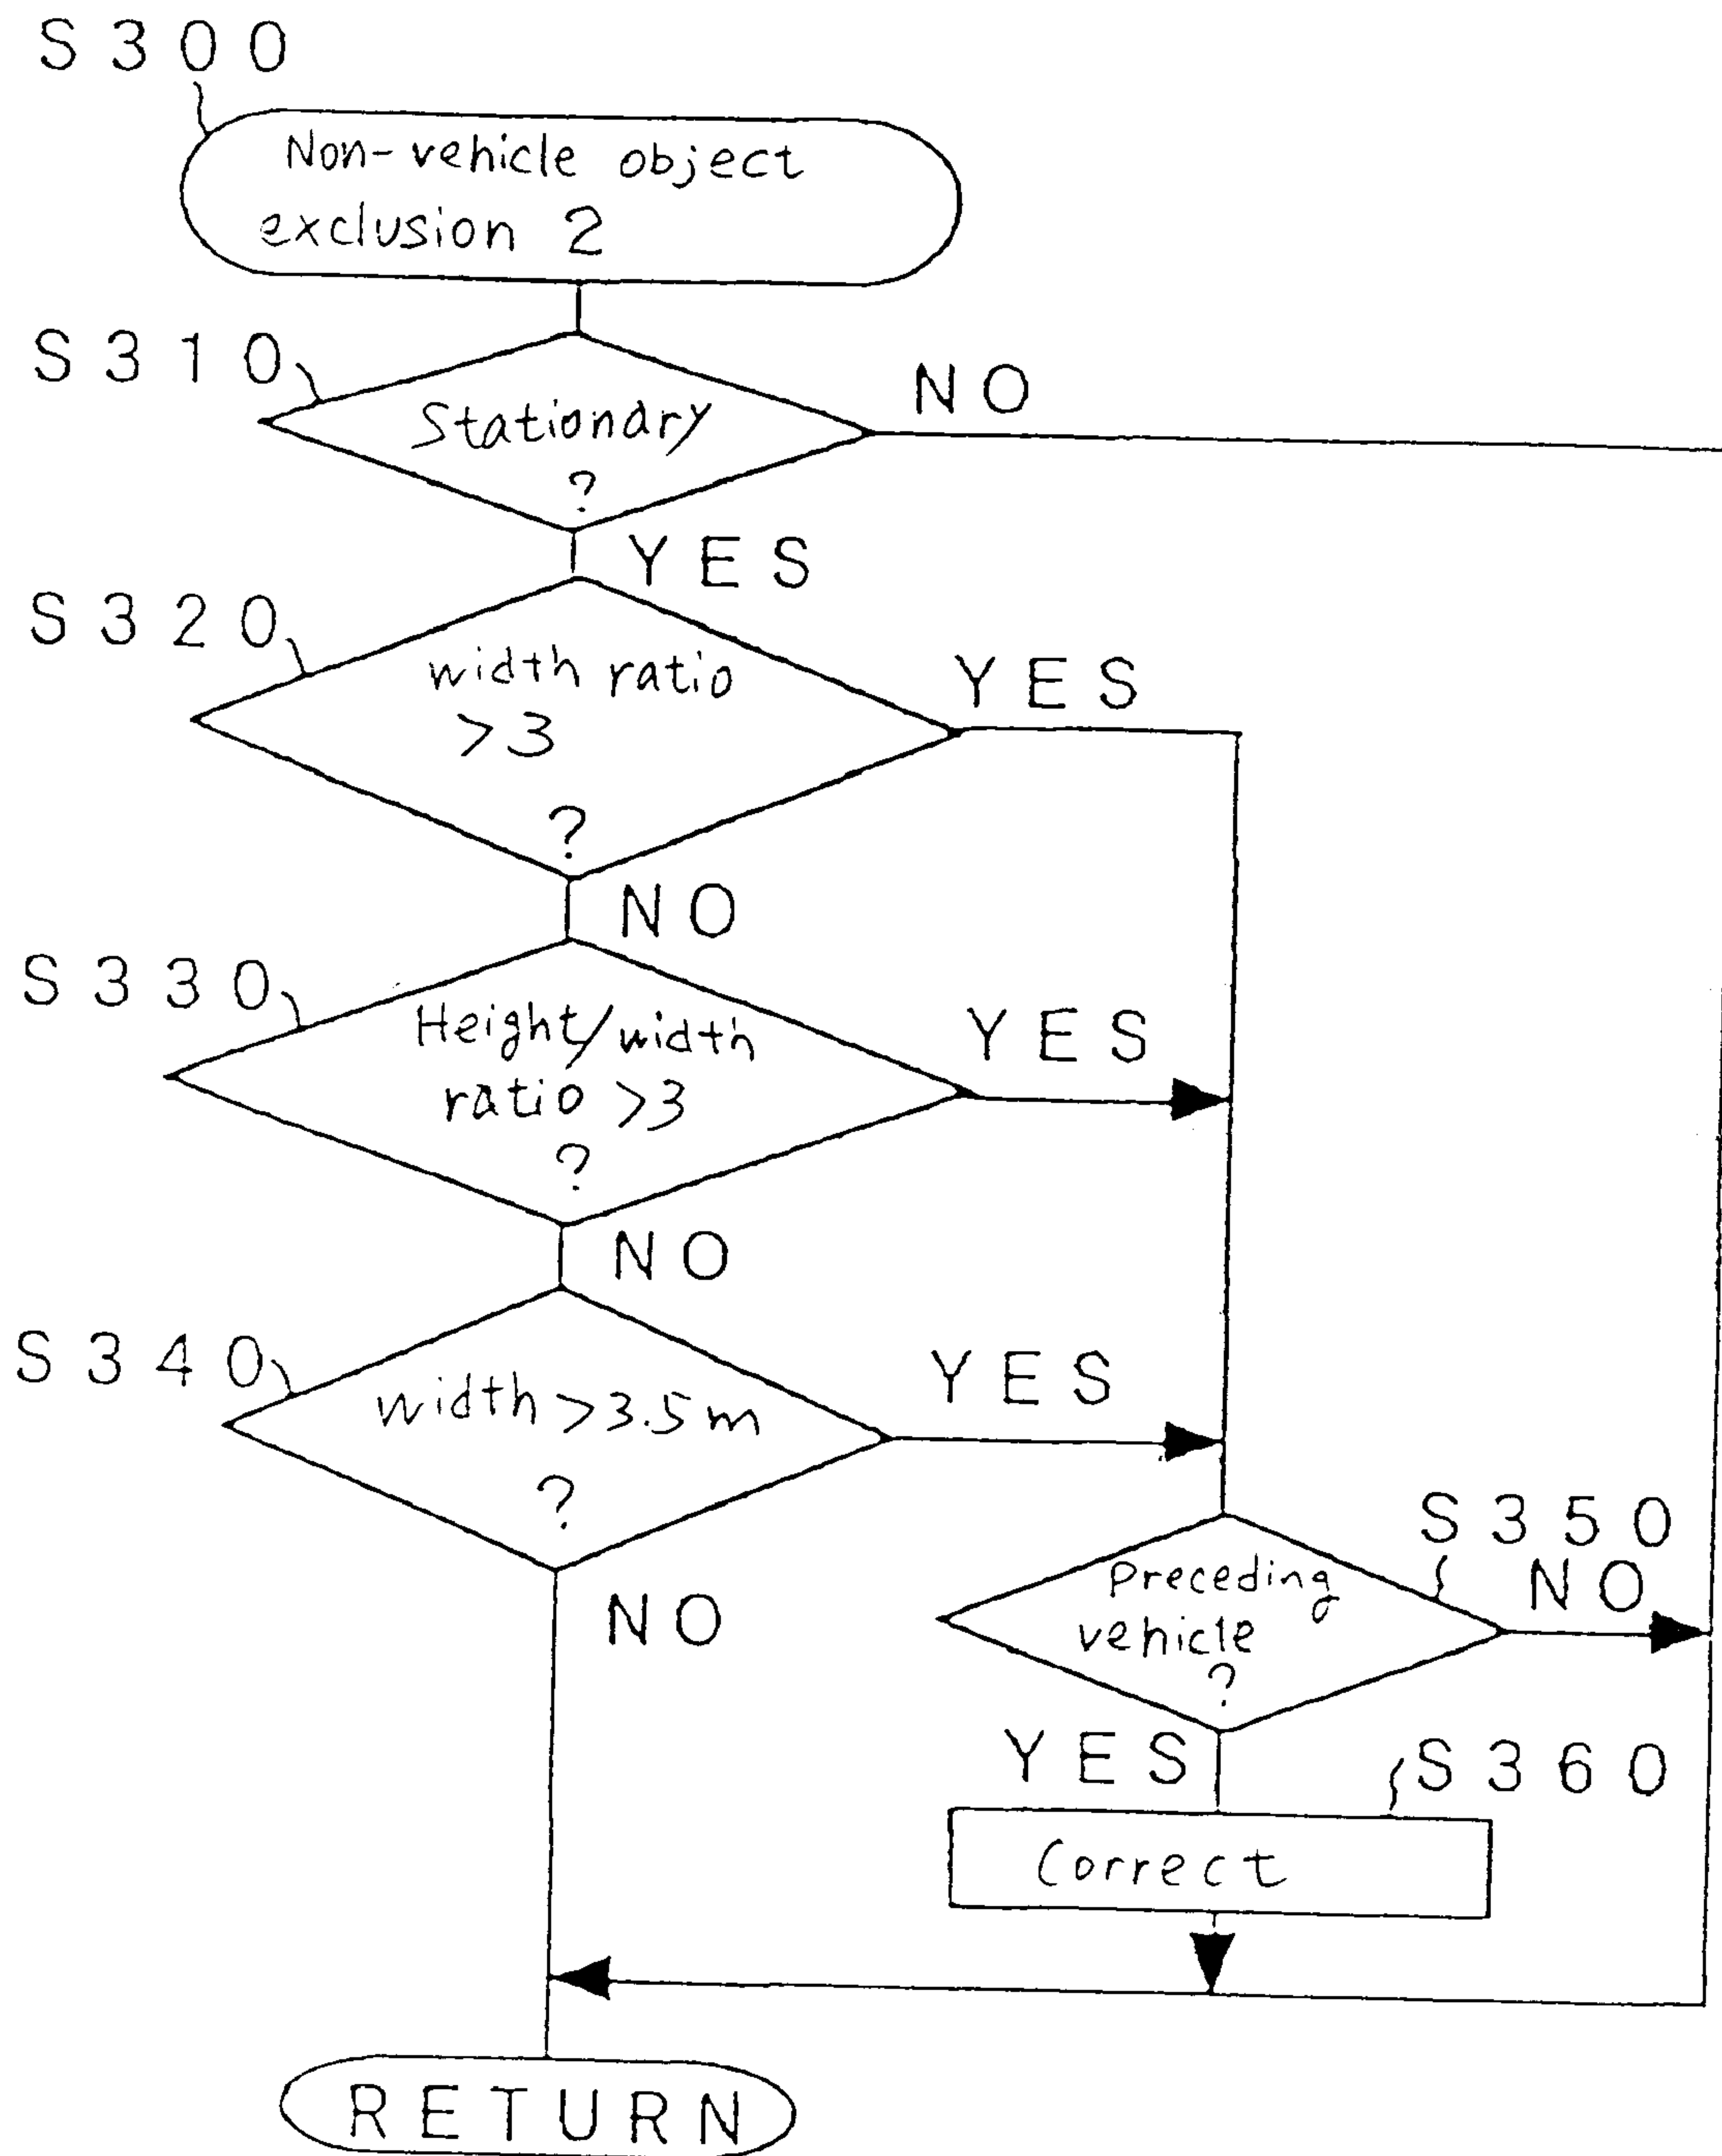 S300
Non-vehicle object
exclusion 2
S310
NO
Stationary
?
YES
S320
width ratio
>3
?
YES
NO
S330
Height/width
ratio >3
?
YES
NO
S340
width >3.5m
?
YES
NO
S350
Preceding
vehicle
?
NO
YES
S360
Correct
RETURN